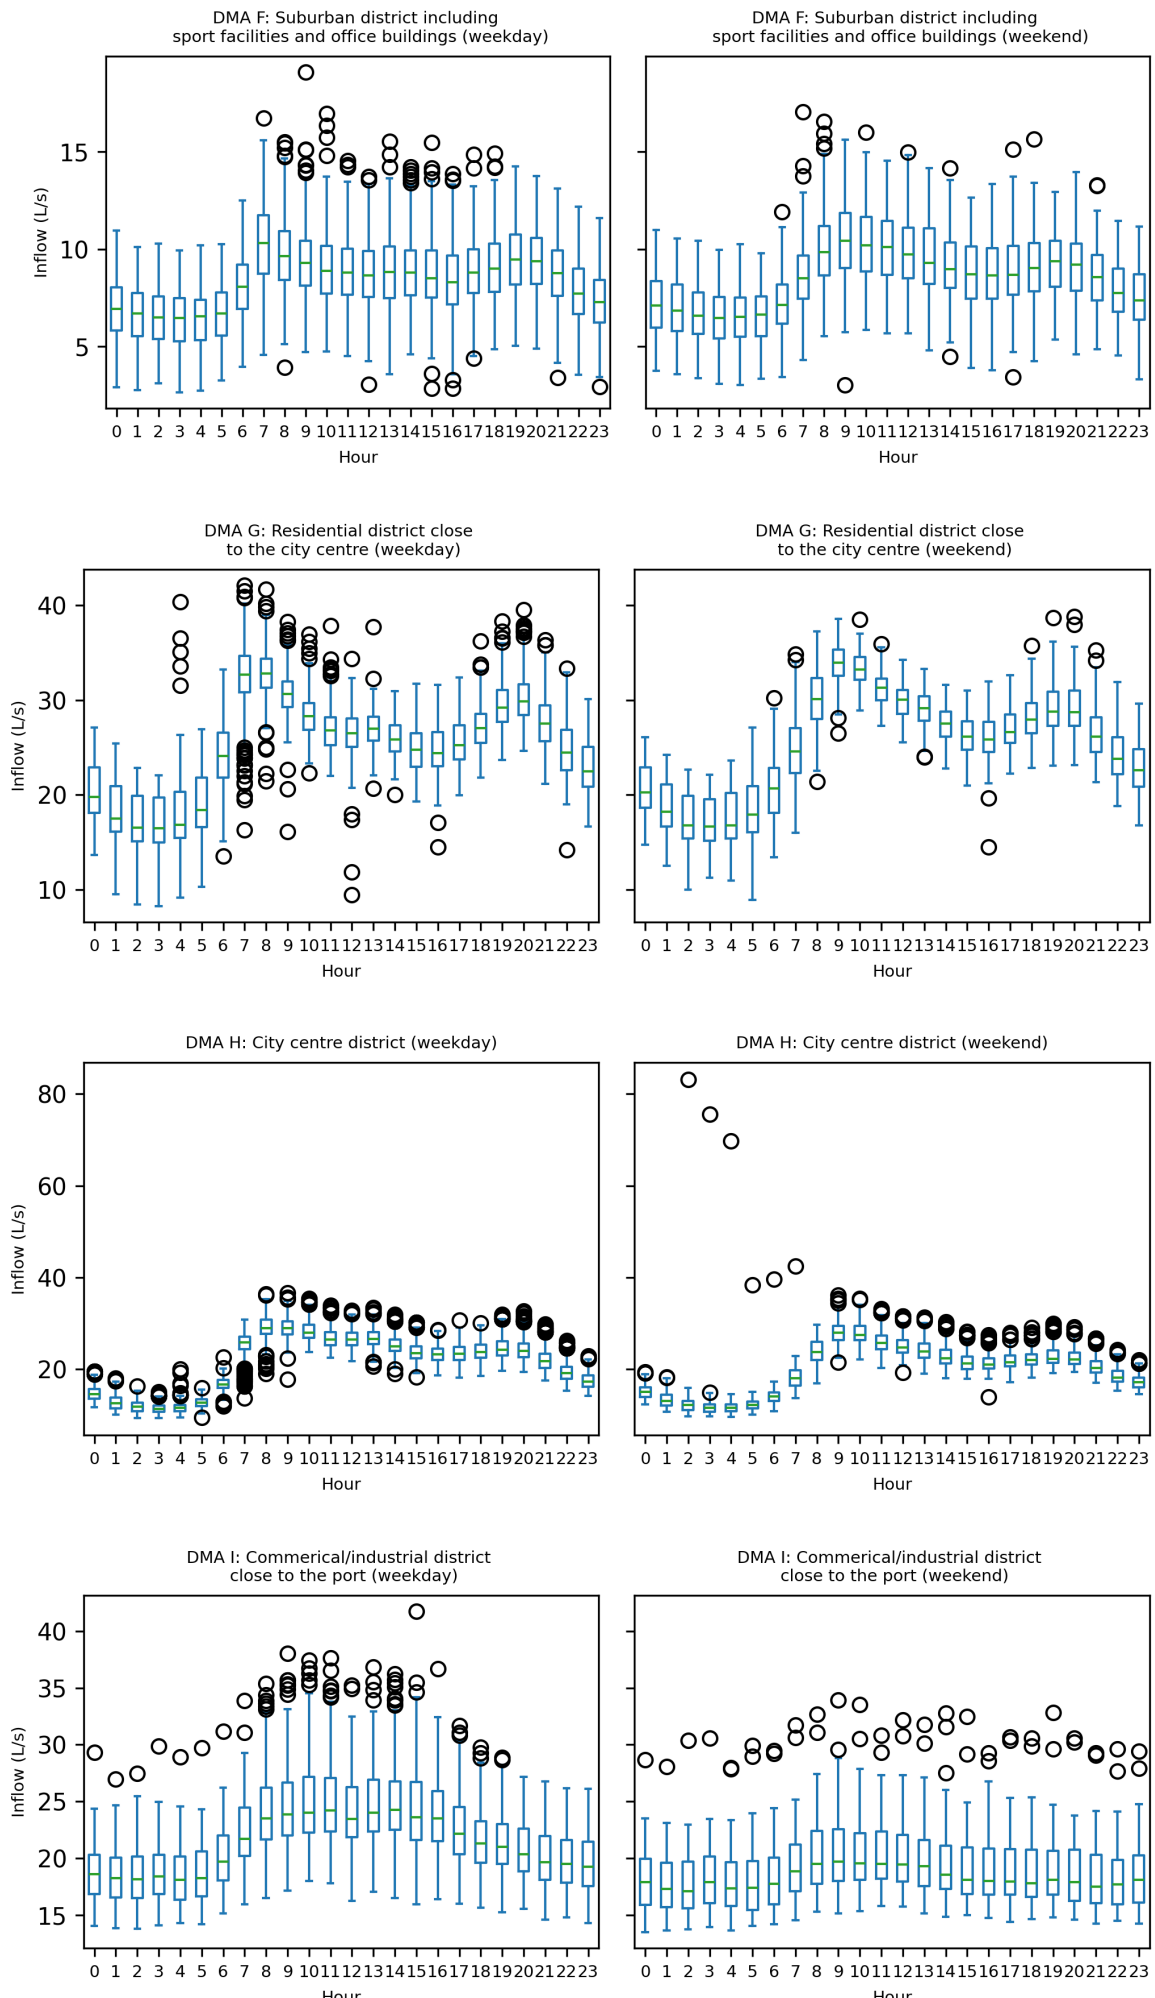 DMA F: Suburban district including
sport facilities and office buildings (weekday)
DMA F: Suburban district including
sport facilities and office buildings (weekend)
15
10
5
Inflow (L/s)
0 1 2 3 4 5 6 7 8 9 10 11 12 13 14 15 16 17 18 19 20 21 22 23
0 1 2 3 4 5 6 7 8 9 10 11 12 13 14 15 16 17 18 19 20 21 22 23
Hour
Hour
DMA G: Residential district close
to the city centre (weekday)
DMA G: Residential district close
to the city centre (weekend)
40
30
20
10
Inflow (L/s)
0 1 2 3 4 5 6 7 8 9 10 11 12 13 14 15 16 17 18 19 20 21 22 23
0 1 2 3 4 5 6 7 8 9 10 11 12 13 14 15 16 17 18 19 20 21 22 23
Hour
Hour
DMA H: City centre district (weekday)
DMA H: City centre district (weekend)
80
60
40
20
Inflow (L/s)
0 1 2 3 4 5 6 7 8 9 10 11 12 13 14 15 16 17 18 19 20 21 22 23
0 1 2 3 4 5 6 7 8 9 10 11 12 13 14 15 16 17 18 19 20 21 22 23
Hour
Hour
DMA I: Commerical/industrial district
close to the port (weekday)
DMA I: Commerical/industrial district
close to the port (weekend)
40
35
30
25
20
15
Inflow (L/s)
0 1 2 3 4 5 6 7 8 9 10 11 12 13 14 15 16 17 18 19 20 21 22 23
0 1 2 3 4 5 6 7 8 9 10 11 12 13 14 15 16 17 18 19 20 21 22 23
Hour
Hour